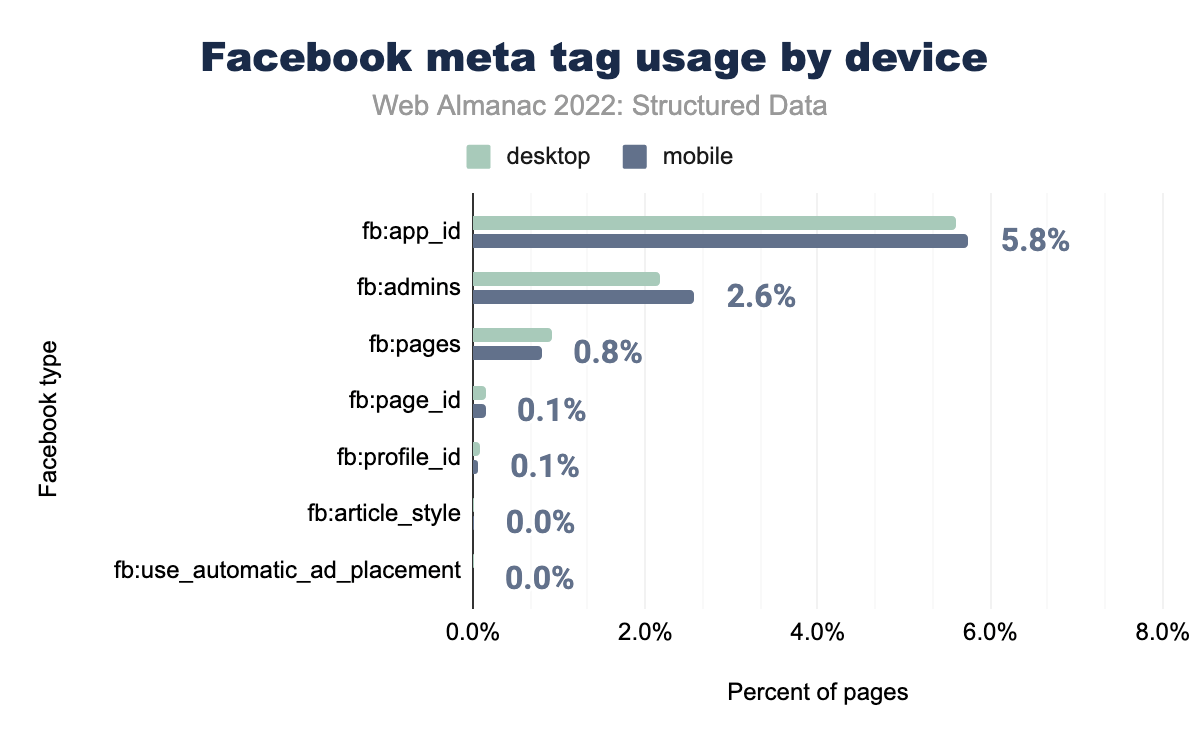 Facebook meta tag usage by device
Web Almanac 2022: Structured Data
desktop mobile
fb:app_id 5.8%
fb:admins 2.6%
fb:pages 0.8%
fb:page_id 0.1%
fb:profile_id 0.1%
fb:article_style 0.0%
fb:use_automatic_ad_placement 0.0%
Facebook type
0.0% 2.0% 4.0% 6.0% 8.0%
Percent of pages